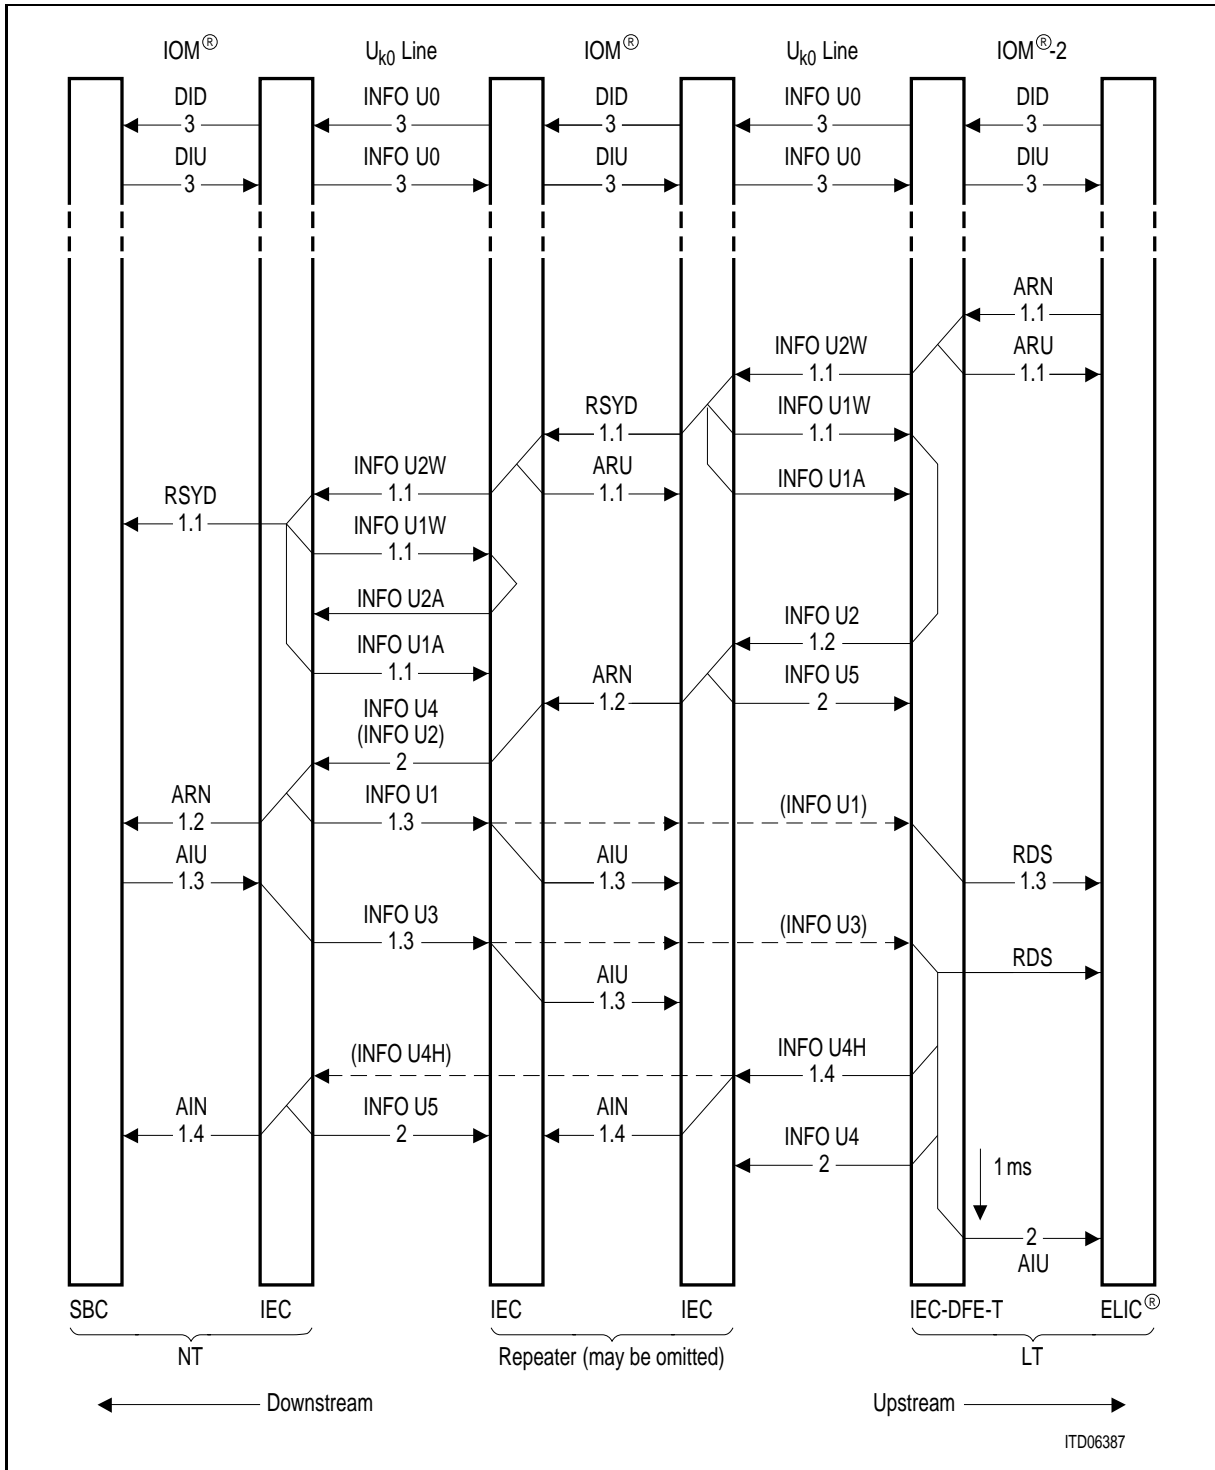 IOM® U_k0 Line IOM® U_k0 Line IOM®-2
DID INFO U0 DID INFO U0 DID
3 3 3 3 3
DIU INFO U0 DIU INFO U0 DIU
3 3 3 3 3
ARN
1.1
INFO U2W ARU
1.1 1.1
RSYD INFO U1W
1.1 1.1
INFO U2W ARU INFO U1A
1.1 1.1
RSYD
1.1
INFO U1W
1.1
INFO U2A
INFO U2
1.2
INFO U1A
1.1
ARN INFO U5
1.2 2
INFO U4
(INFO U2)
2
ARN INFO U1 (INFO U1)
1.2 1.3
AIU AIU RDS
1.3 1.3 1.3
INFO U3 (INFO U3)
1.3
RDS
AIU
1.3
(INFO U4H) INFO U4H
1.4
AIN INFO U5 AIN
1.4 2 1.4
INFO U4
2
1 ms
2
AIU
SBC IEC IEC IEC IEC-DFE-T ELIC®
NT Repeater (may be omitted) LT
Downstream Upstream
ITD06387